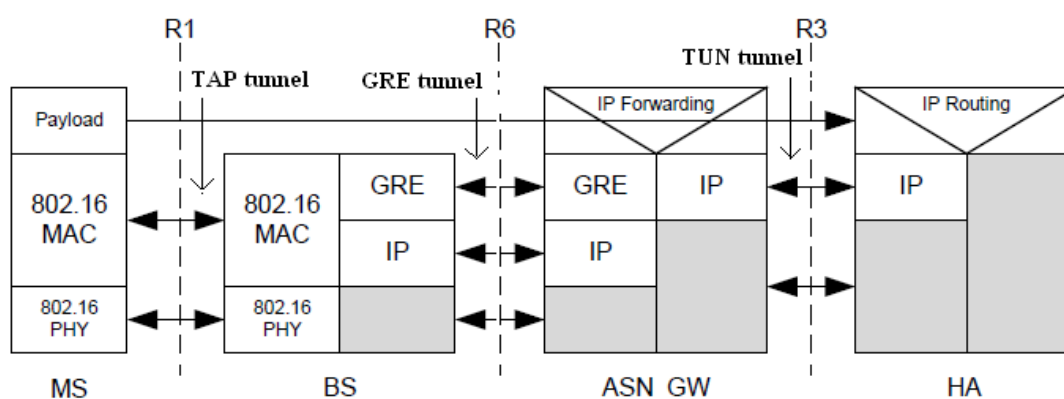 R1
R6
R3
TAP tunnel
GRE tunnel
TUN tunnel
Payload
IP Forwarding
IP Routing
802.16
MAC
802.16
MAC
GRE
GRE
IP
IP
IP
IP
802.16
PHY
802.16
PHY
MS
BS
ASN GW
HA